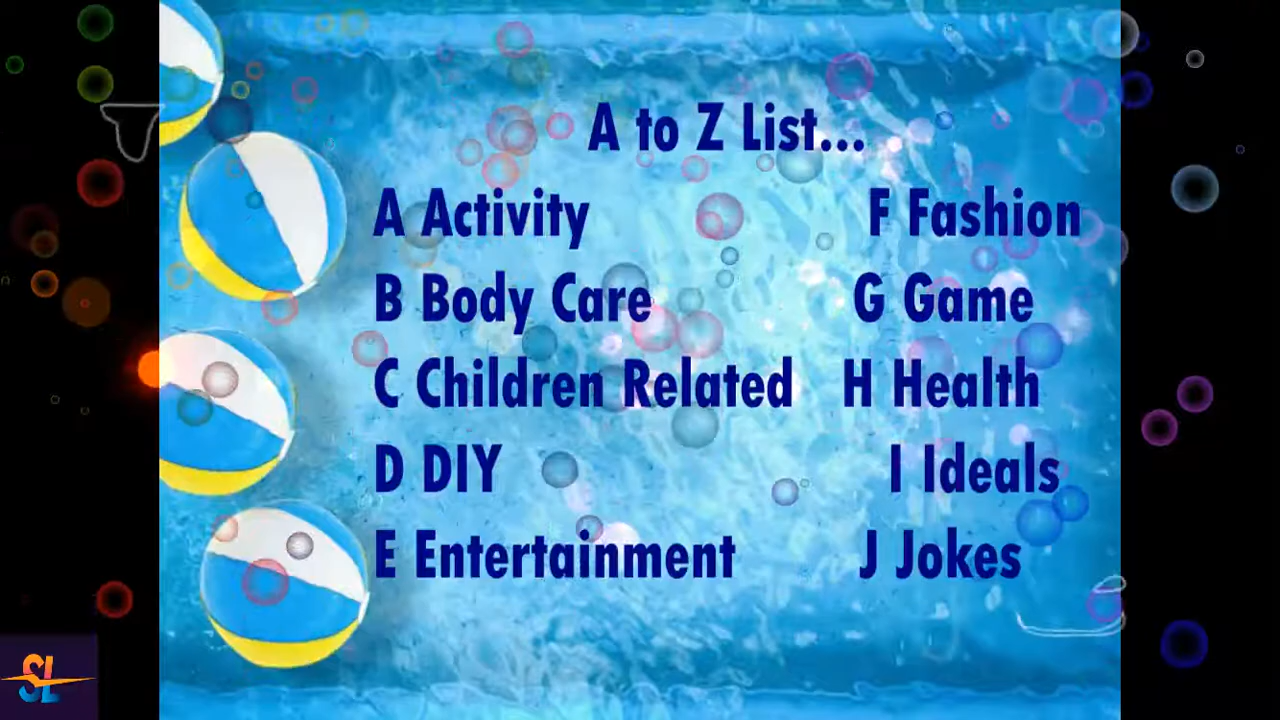 A to Z List...
A Activity F Fashion
B Body Care G Game
C Children Related H Health
D DIY I Ideals
E Entertainment J Jokes
SL